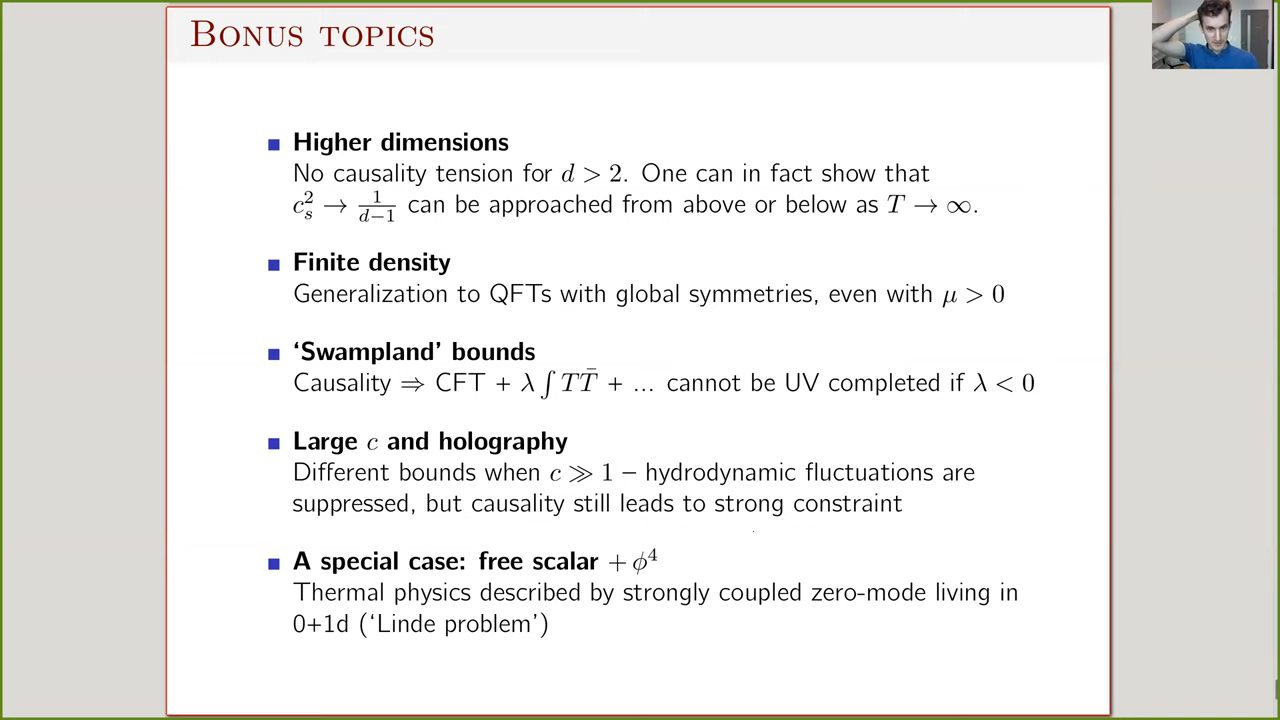 BONUS TOPICS
Higher dimensions
No causality tension for d > 2. One can in fact show that
c_s^2 → 1/(d−1) can be approached from above or below as T → ∞.
Finite density
Generalization to QFTs with global symmetries, even with μ > 0
‘Swampland’ bounds
Causality ⇒ CFT + λ ∫ TT̄ + ... cannot be UV completed if λ < 0
Large c and holography
Different bounds when c ≫ 1 – hydrodynamic fluctuations are
suppressed, but causality still leads to strong constraint
A special case: free scalar + ϕ⁴
Thermal physics described by strongly coupled zero-mode living in
0+1d (‘Linde problem’)